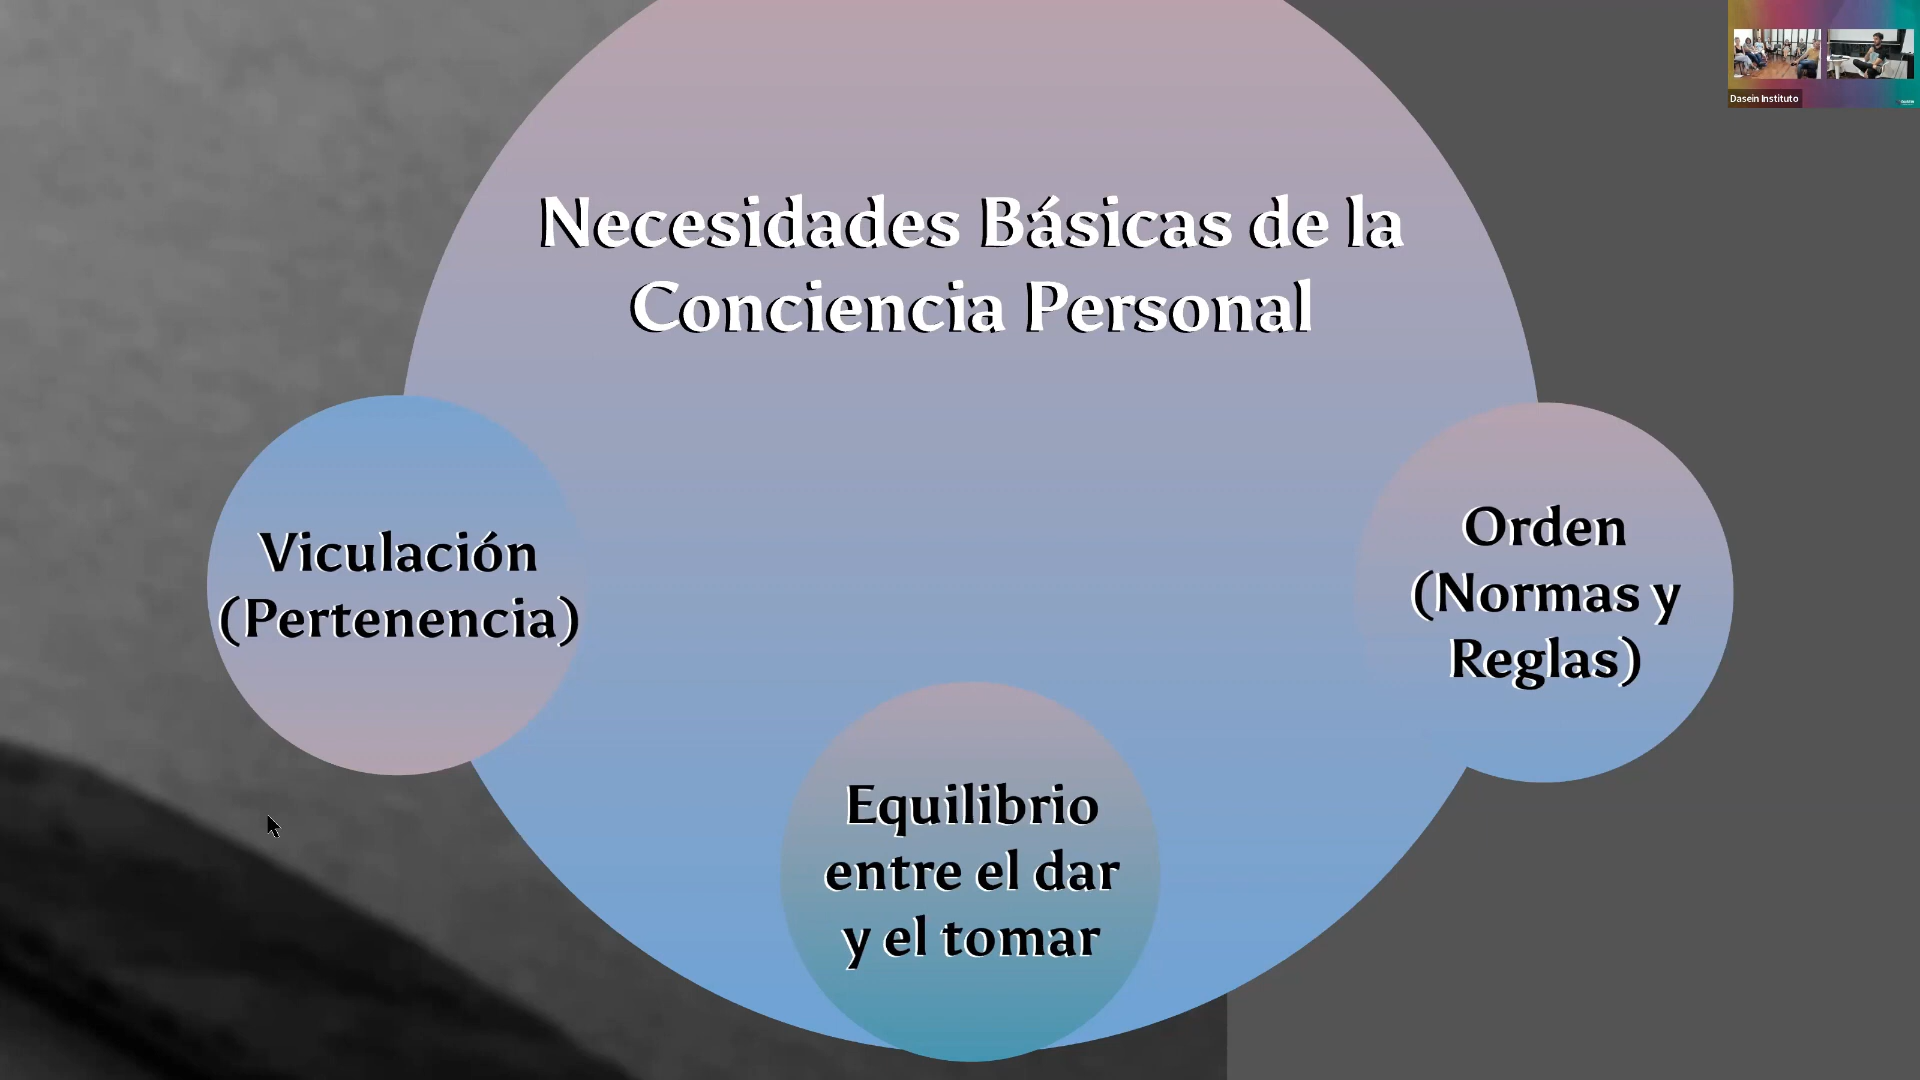 Necesidades Básicas de la
Conciencia Personal
Viculación
(Pertenencia)
Orden
(Normas y
Reglas)
Equilibrio
entre el dar
y el tomar
Dasein Instituto